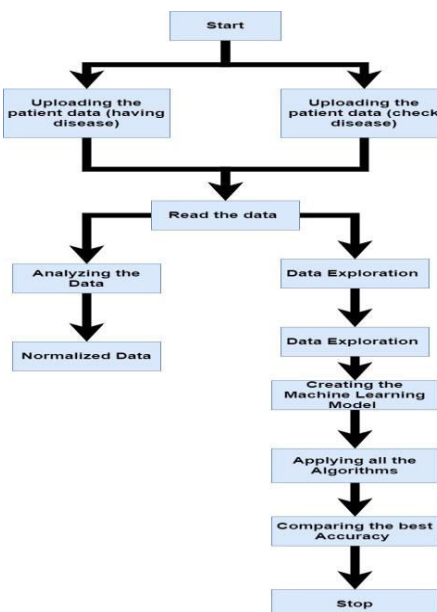 Start
Uploading the
patient data (having
disease)
Uploading the
patient data (check
disease)
Read the data
Analyzing the
Data
Data Exploration
Normalized Data
Data Exploration
Creating the
Machine Learning
Model
Applying all the
Algorithms
Comparing the best
Accuracy
Stop